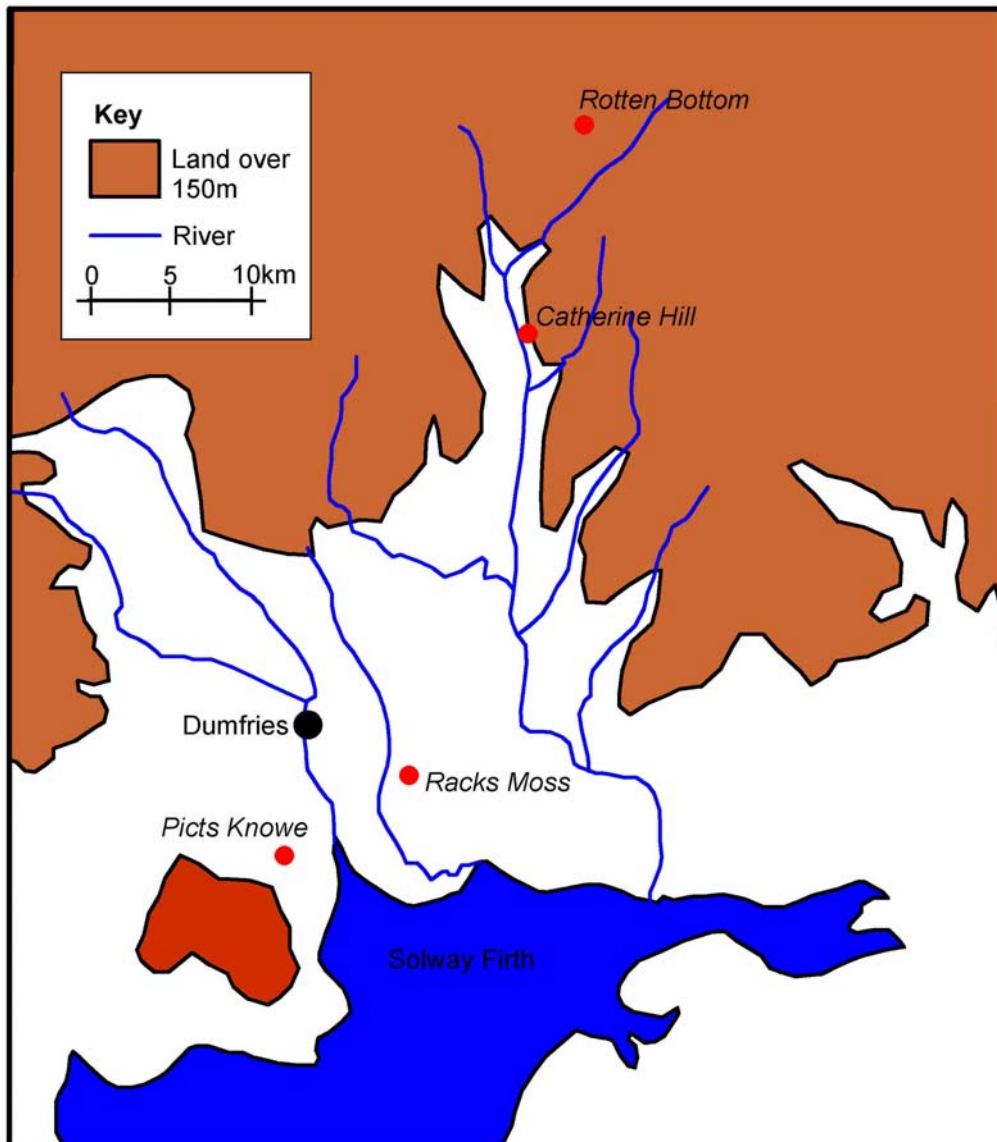 Key
Land over
150m
River
0 5 10km
Rotten Bottom
Catherine Hill
Dumfries
Racks Moss
Picts Knowe
Solway Firth